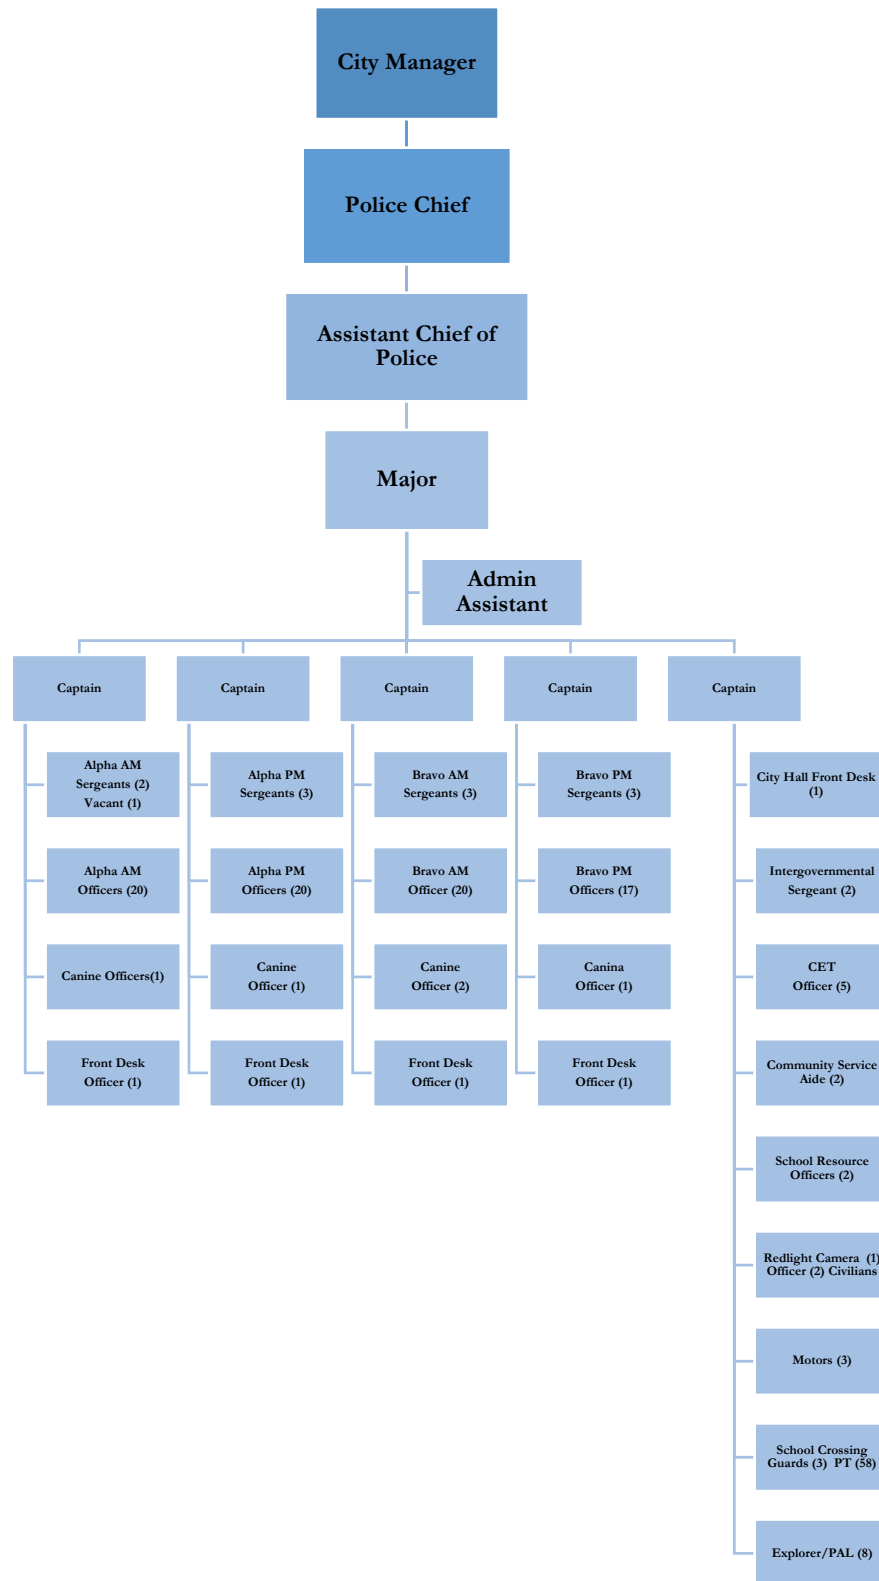 City Manager
Police Chief
Assistant Chief of
Police
Major
Admin
Assistant
Captain
Captain
Captain
Captain
Captain
Alpha AM
Sergeants (2)
Vacant (1)
Alpha AM
Officers (20)
Canine Officers(1)
Front Desk
Officer (1)
Alpha PM
Sergeants (3)
Alpha PM
Officers (20)
Canine
Officer (1)
Front Desk
Officer (1)
Bravo AM
Sergeants (3)
Bravo AM
Officer (20)
Canine
Officer (2)
Front Desk
Officer (1)
Bravo PM
Sergeants (3)
Bravo PM
Officers (17)
Canina
Officer (1)
Front Desk
Officer (1)
City Hall Front Desk
(1)
Intergovernmental
Sergeant (2)
CET
Officer (5)
Community Service
Aide (2)
School Resource
Officers (2)
Redlight Camera (1)
Officer (2) Civilians
Motors (3)
School Crossing
Guards (3) PT (58)
Explorer/PAL (8)